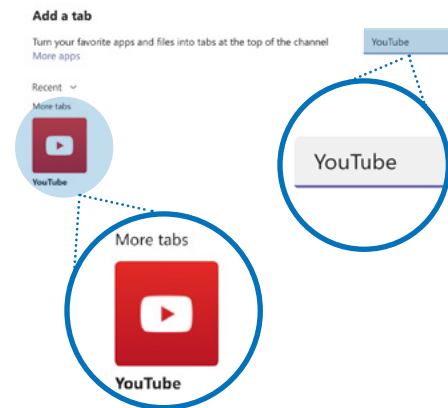 Add a tab
Turn your favorite apps and files into tabs at the top of the channel
More apps
YouTube
Recent
More tabs
YouTube
YouTube
More tabs
YouTube